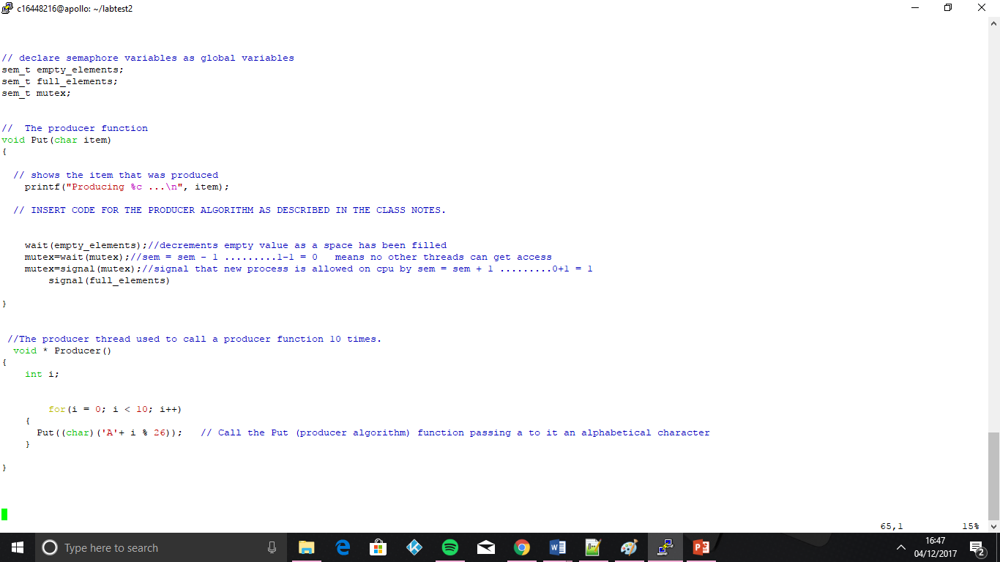 c16448216@apollo: ~/labtest2
// declare semaphore variables as global variables
sem_t empty_elements;
sem_t full_elements;
sem_t mutex;
//  The producer function
void Put(char item)
{
  // shows the item that was produced
    printf("Producing %c ...\n", item);
  // INSERT CODE FOR THE PRODUCER ALGORITHM AS DESCRIBED IN THE CLASS NOTES.
    wait(empty_elements);//decrements empty value as a space has been filled
    mutex=wait(mutex);//sem = sem - 1 .........1-1 = 0   means no other threads can get access
    mutex=signal(mutex);//signal that new process is allowed on cpu by sem = sem + 1 .........0+1 = 1
        signal(full_elements)
}
 //The producer thread used to call a producer function 10 times.
  void * Producer()
{
    int i;
        for(i = 0; i < 10; i++)
    {
      Put((char)('A'+ i % 26));   // Call the Put (producer algorithm) function passing a to it an alphabetical character
    }
}
65,1          15%
Type here to search
16:47
04/12/2017
2